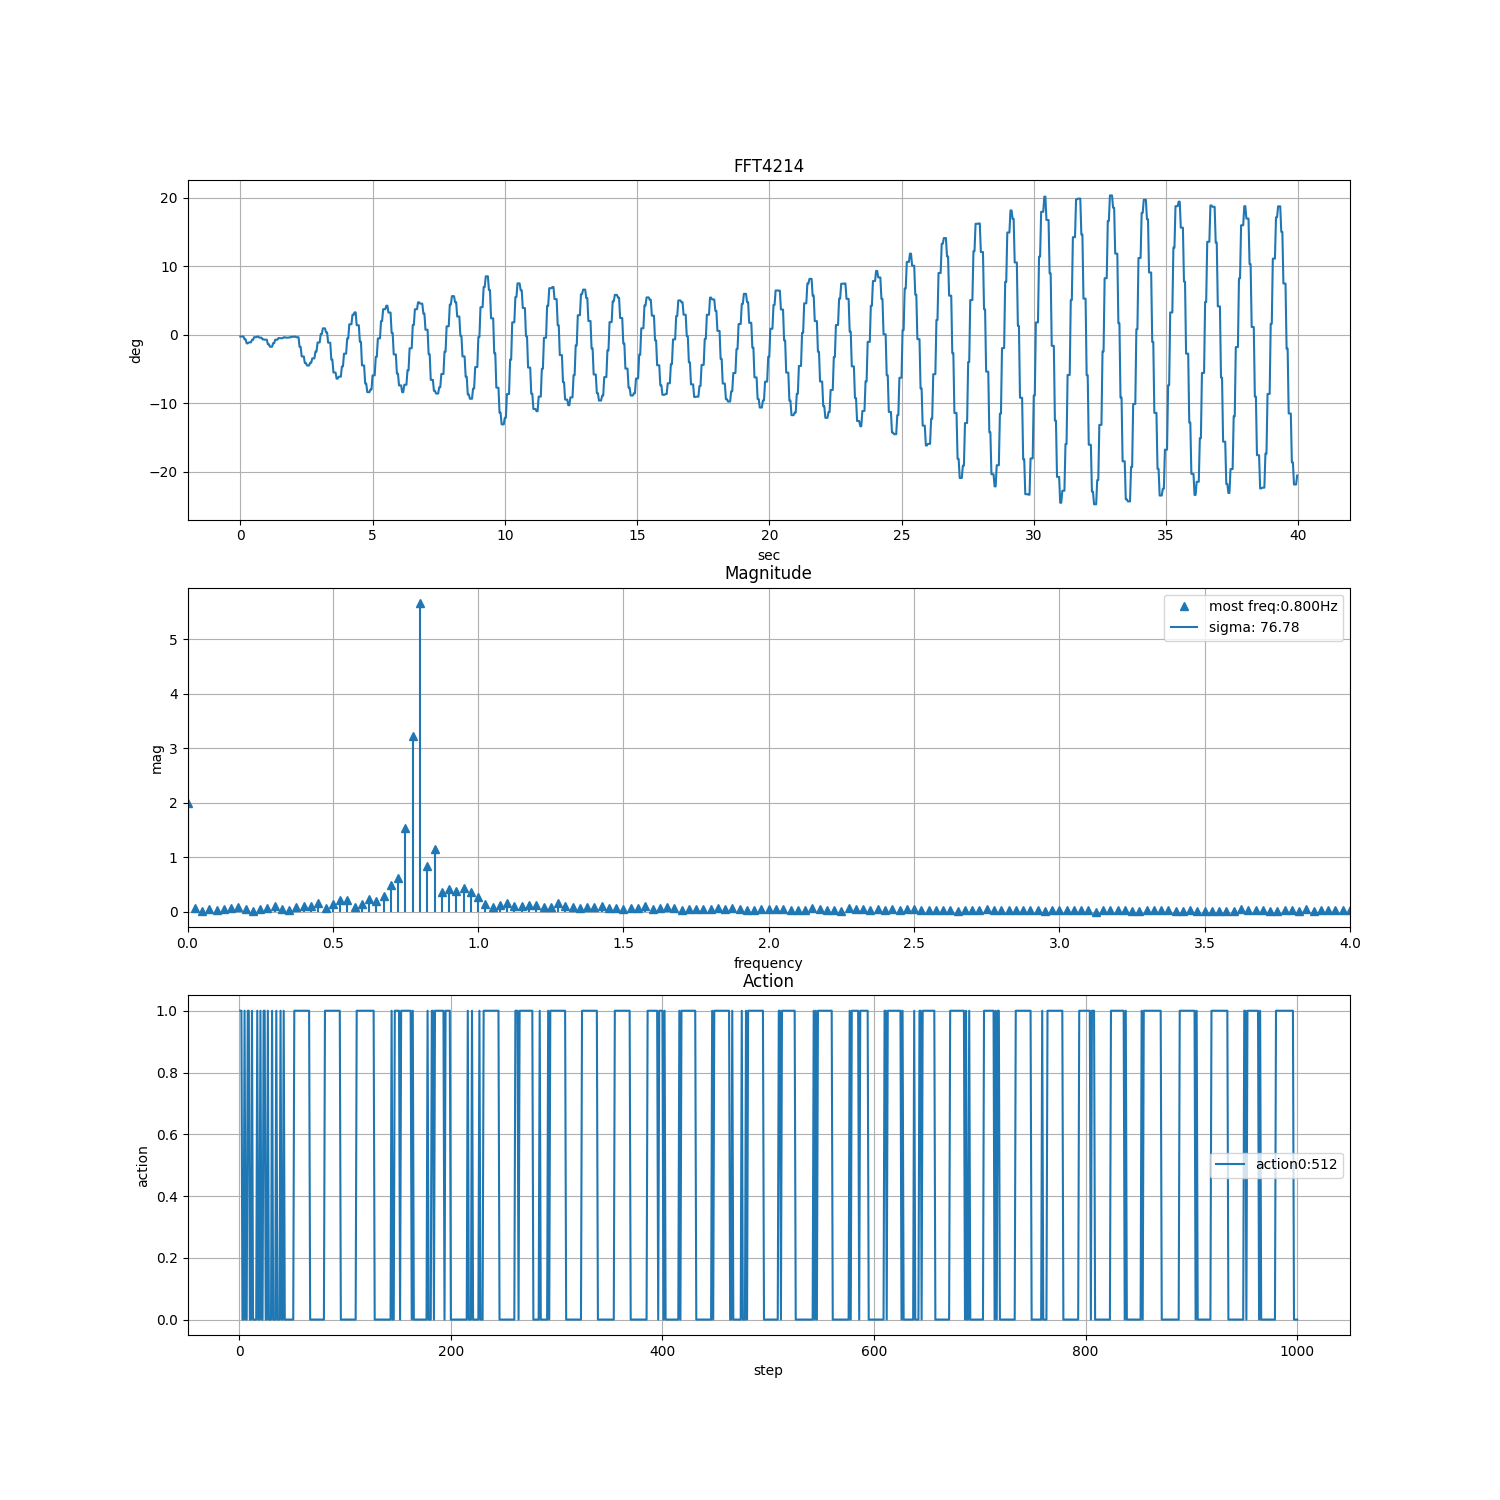 FFT4214
20
10
0
−10
−20
deg
0 5 10 15 20 25 30 35 40
sec
Magnitude
most freq:0.800Hz
sigma: 76.78
5
4
3
2
1
0
mag
0.0 0.5 1.0 1.5 2.0 2.5 3.0 3.5 4.0
frequency
Action
1.0
0.8
0.6
0.4
0.2
0.0
action
action0:512
0 200 400 600 800 1000
step